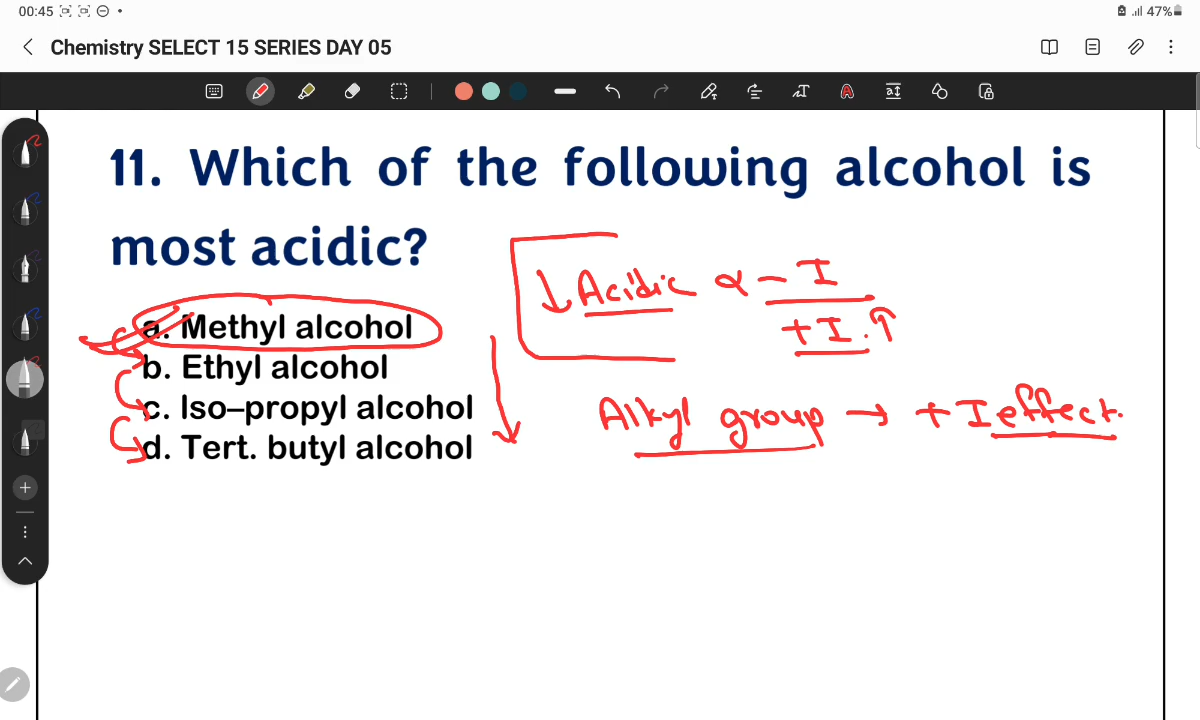 00:45
47%
Chemistry SELECT 15 SERIES DAY 05
11. Which of the following alcohol is
most acidic?
a. Methyl alcohol
b. Ethyl alcohol
c. Iso–propyl alcohol
d. Tert. butyl alcohol
↓ Acidic α – I
+ I. ↑
Alkyl group → + I effect.